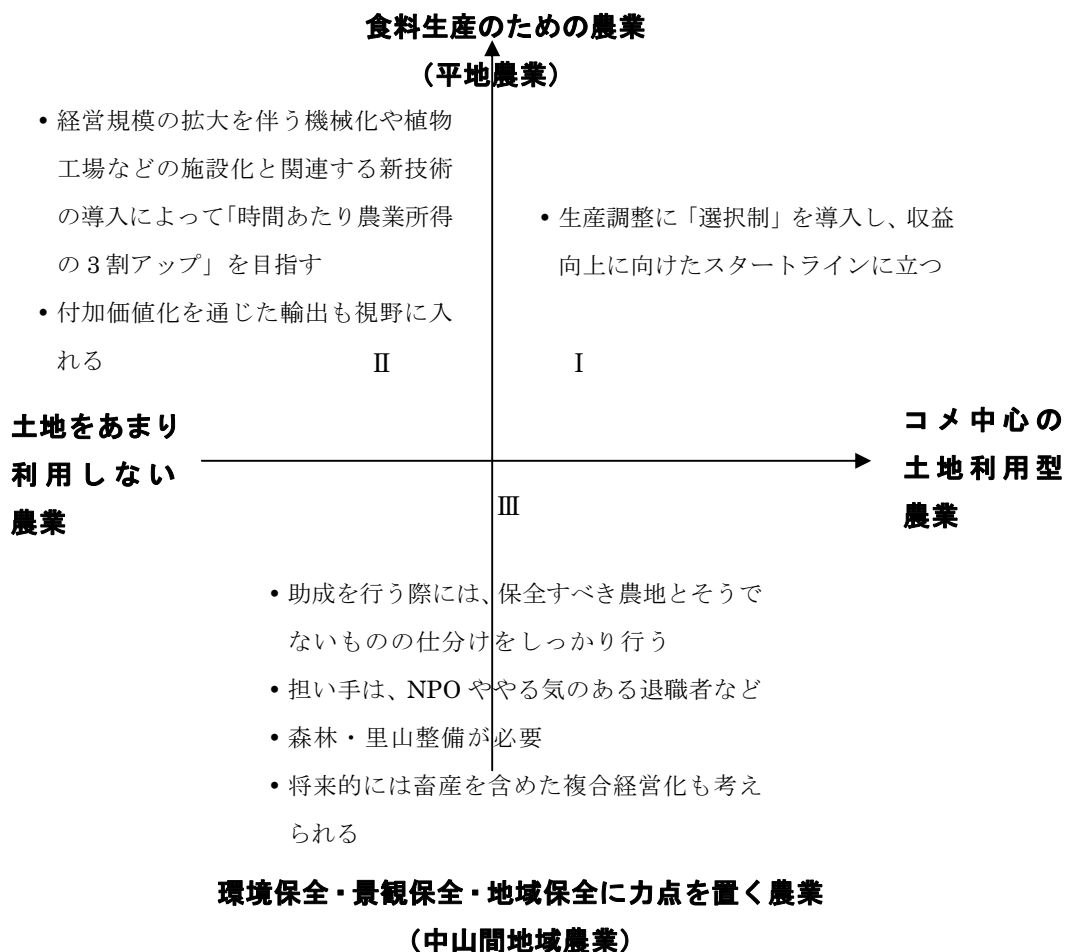 食料生産のための農業
（平地農業）
• 経営規模の拡大を伴う機械化や植物
工場などの施設化と関連する新技術
の導入によって「時間あたり農業所得
の 3 割アップ」を目指す
• 付加価値化を通じた輸出も視野に入
れる
• 生産調整に「選択制」を導入し、収益
向上に向けたスタートラインに立つ
Ⅱ
Ⅰ
土地をあまり
利用しない
農業
コメ中心の
土地利用型
農業
Ⅲ
• 助成を行う際には、保全すべき農地とそうで
ないものの仕分けをしっかり行う
• 担い手は、NPO ややる気のある退職者など
• 森林・里山整備が必要
• 将来的には畜産を含めた複合経営化も考え
られる
環境保全・景観保全・地域保全に力点を置く農業
（中山間地域農業）